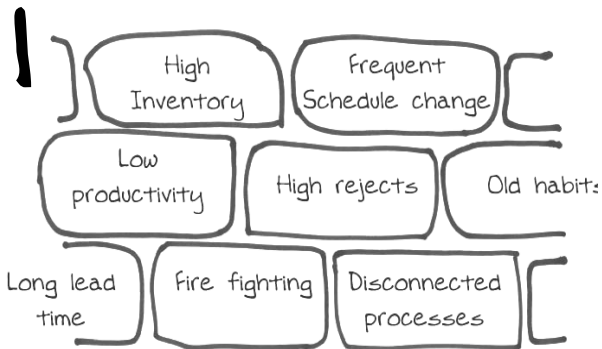 High
Inventory
Frequent
Schedule change
Low
productivity
High rejects
Old habits
Long lead
time
Fire fighting
Disconnected
processes